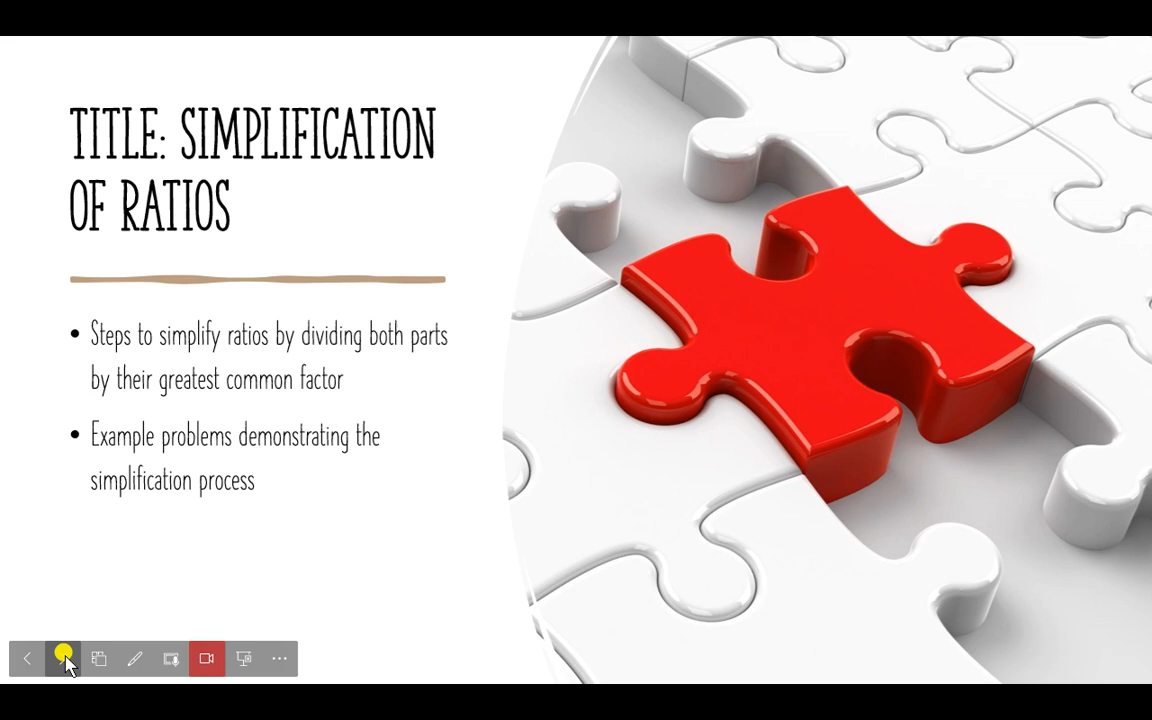 TITLE: SIMPLIFICATION
OF RATIOS
• Steps to simplify ratios by dividing both parts
by their greatest common factor
• Example problems demonstrating the
simplification process